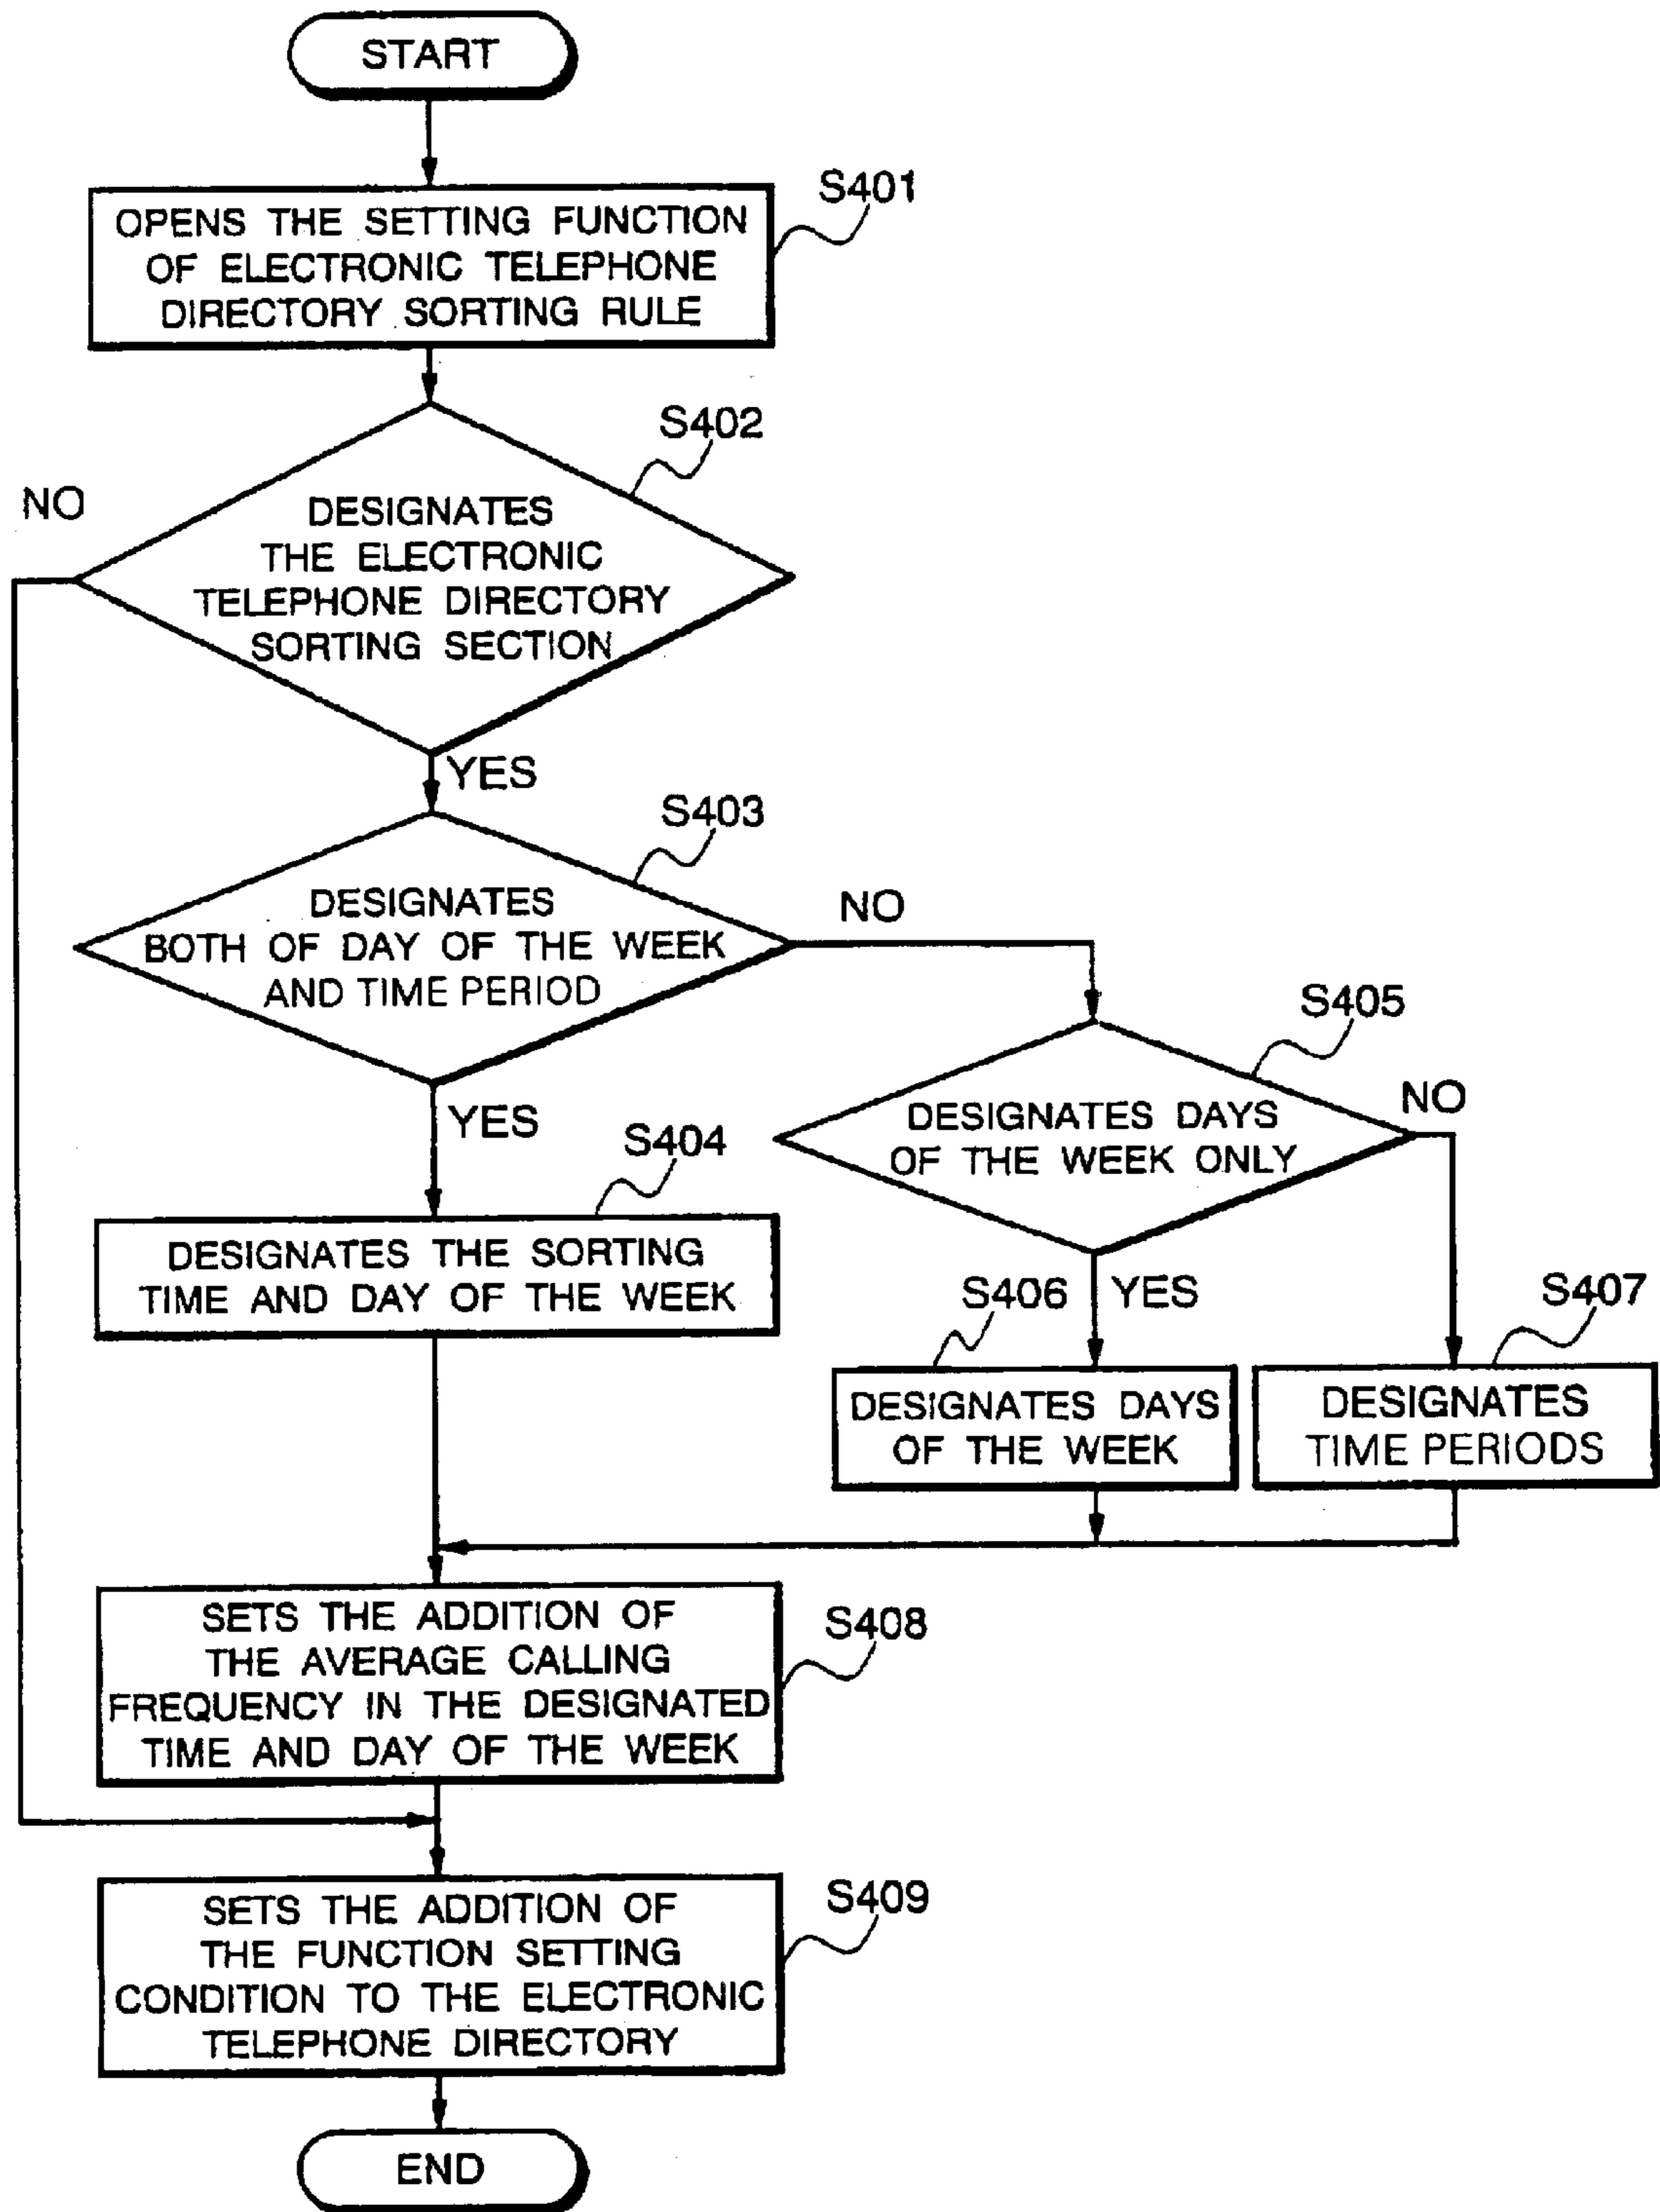 START
S401
OPENS THE SETTING FUNCTION
OF ELECTRONIC TELEPHONE
DIRECTORY SORTING RULE
S402
NO
DESIGNATES
THE ELECTRONIC
TELEPHONE DIRECTORY
SORTING SECTION
YES
S403
DESIGNATES
BOTH OF DAY OF THE WEEK
AND TIME PERIOD
NO
YES
S405
DESIGNATES DAYS
OF THE WEEK ONLY
NO
YES
S404
DESIGNATES THE SORTING
TIME AND DAY OF THE WEEK
S406
DESIGNATES DAYS
OF THE WEEK
S407
DESIGNATES
TIME PERIODS
S408
SETS THE ADDITION OF
THE AVERAGE CALLING
FREQUENCY IN THE DESIGNATED
TIME AND DAY OF THE WEEK
S409
SETS THE ADDITION OF
THE FUNCTION SETTING
CONDITION TO THE ELECTRONIC
TELEPHONE DIRECTORY
END